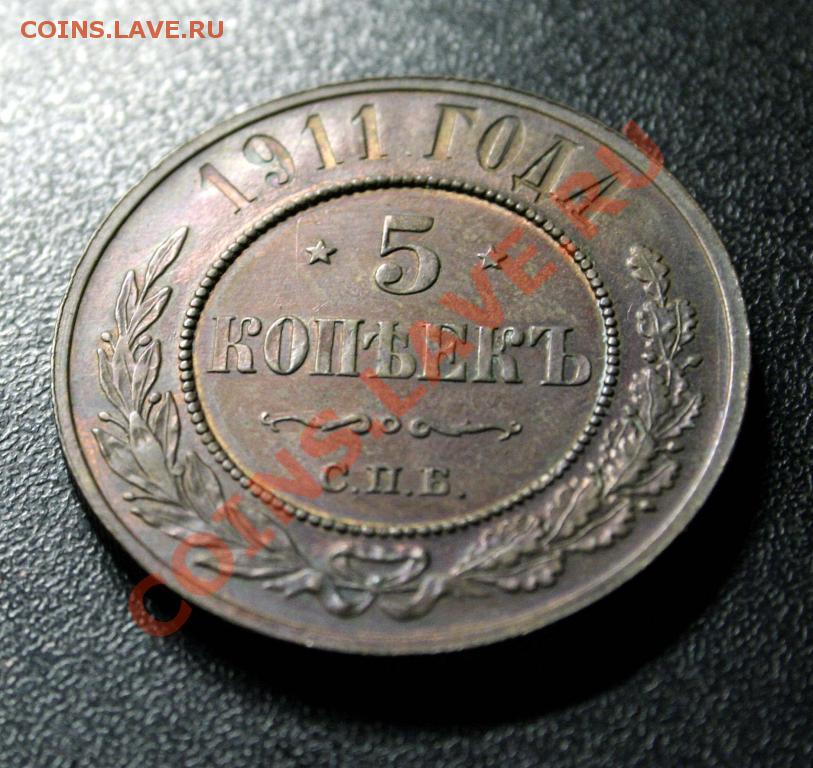 COINS.LAVE.RU
1911 ГОДА
5
КОПѢЕКЪ
С.П.Б.
COINS.LAVE.RU